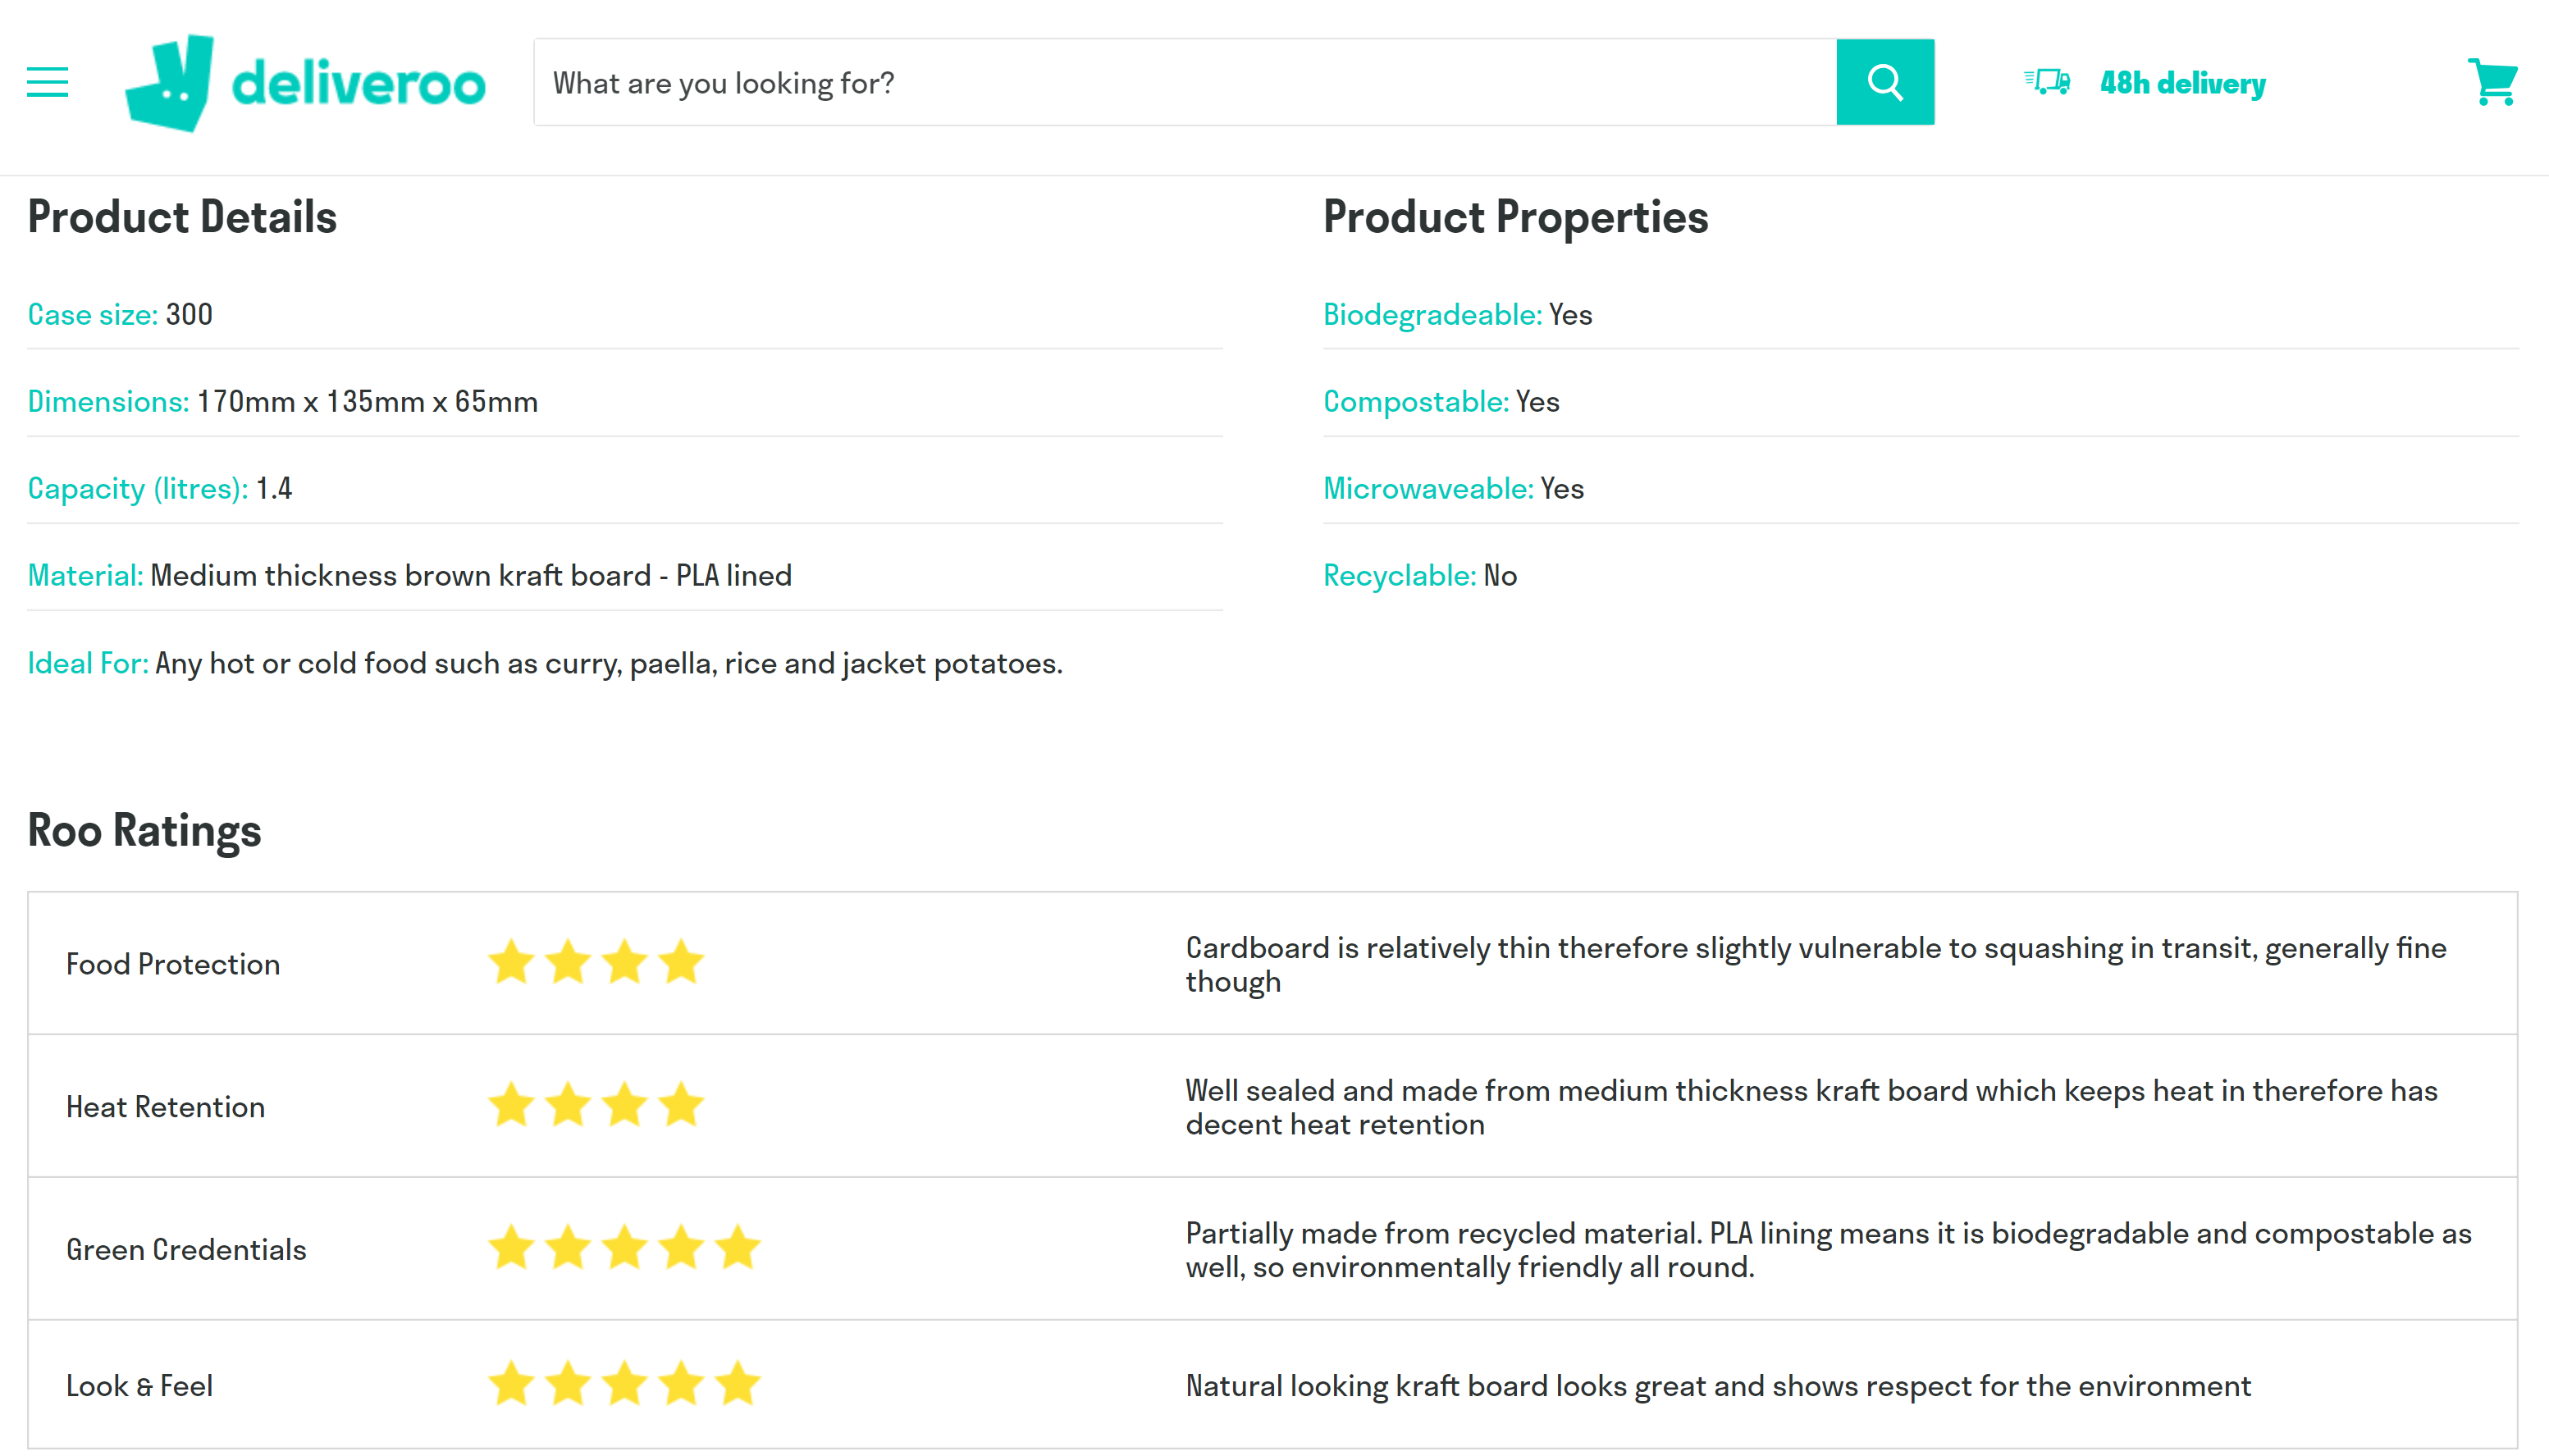 deliveroo
What are you looking for?
48h delivery
Product Details
Case size: 300
Dimensions: 170mm x 135mm x 65mm
Capacity (litres): 1.4
Material: Medium thickness brown kraft board - PLA lined
Ideal For: Any hot or cold food such as curry, paella, rice and jacket potatoes.
Product Properties
Biodegradeable: Yes
Compostable: Yes
Microwaveable: Yes
Recyclable: No
Roo Ratings
Food Protection
Cardboard is relatively thin therefore slightly vulnerable to squashing in transit, generally fine
though
Heat Retention
Well sealed and made from medium thickness kraft board which keeps heat in therefore has
decent heat retention
Green Credentials
Partially made from recycled material. PLA lining means it is biodegradable and compostable as
well, so environmentally friendly all round.
Look & Feel
Natural looking kraft board looks great and shows respect for the environment